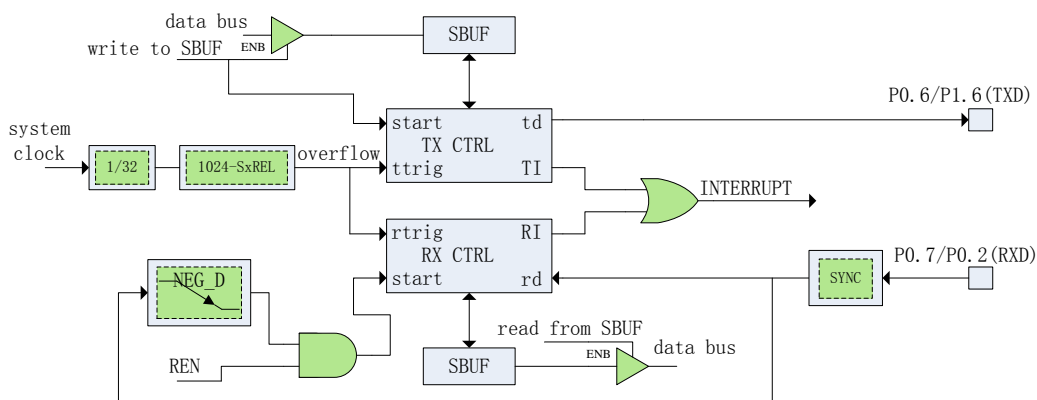 data bus
write to SBUF
ENB
SBUF
P0.6/P1.6(TXD)
system
clock
1/32
1024-SxREL
overflow
start
td
TX CTRL
ttrig
TI
INTERRUPT
rtrig
RI
RX CTRL
start
rd
P0.7/P0.2(RXD)
SYNC
NEG_D
REN
read from SBUF
ENB
data bus
SBUF